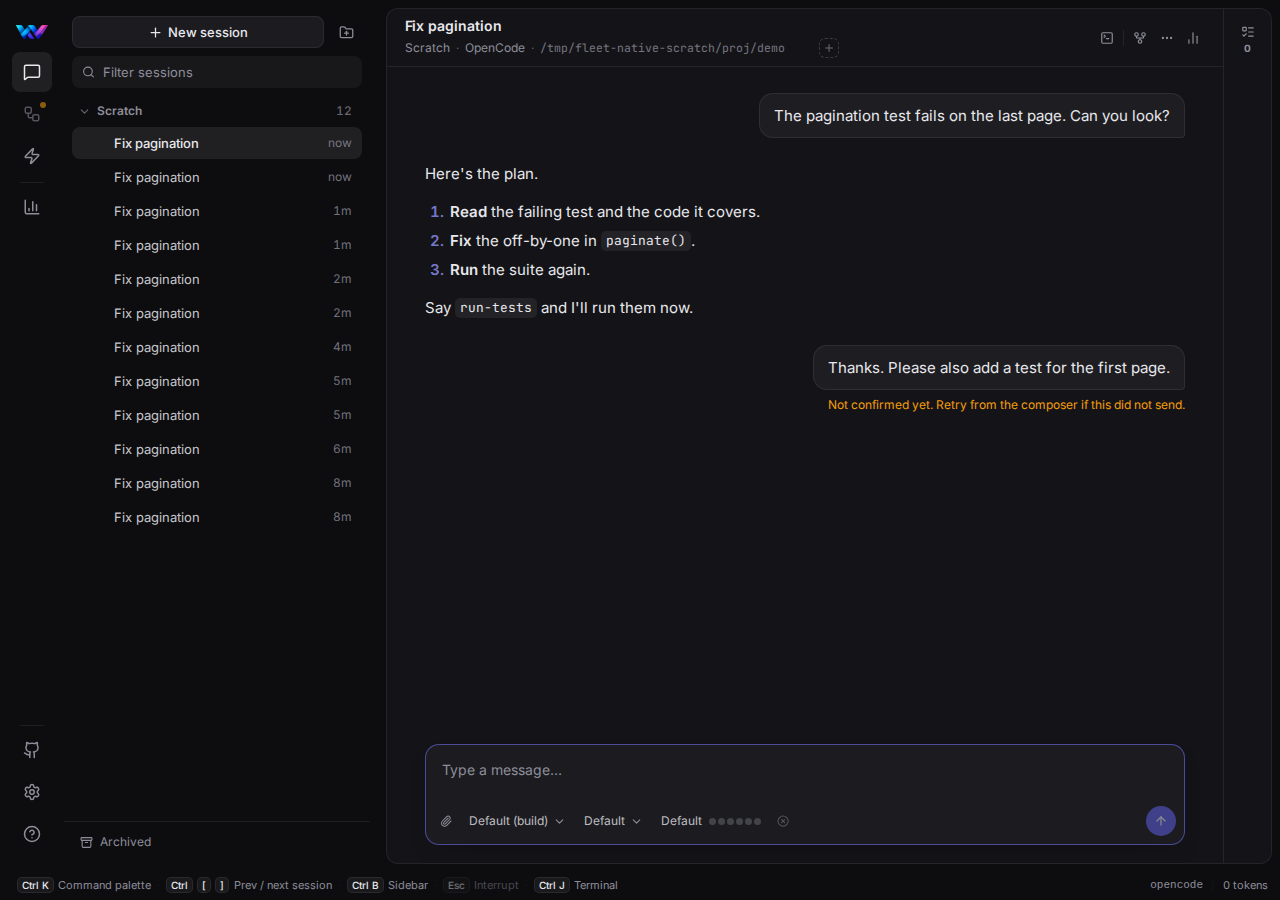 New session
Filter sessions
Scratch 12
Fix pagination now
Fix pagination now
Fix pagination 1m
Fix pagination 1m
Fix pagination 2m
Fix pagination 2m
Fix pagination 4m
Fix pagination 5m
Fix pagination 5m
Fix pagination 6m
Fix pagination 8m
Fix pagination 8m
Archived
Fix pagination
Scratch · OpenCode · /tmp/fleet-native-scratch/proj/demo
0
The pagination test fails on the last page. Can you look?
Here's the plan.
1. Read the failing test and the code it covers.
2. Fix the off-by-one in paginate().
3. Run the suite again.
Say run-tests and I'll run them now.
Thanks. Please also add a test for the first page.
Not confirmed yet. Retry from the composer if this did not send.
Type a message...
Default (build) Default Default
Ctrl K Command palette Ctrl [ ] Prev / next session Ctrl B Sidebar Esc Interrupt Ctrl J Terminal opencode 0 tokens